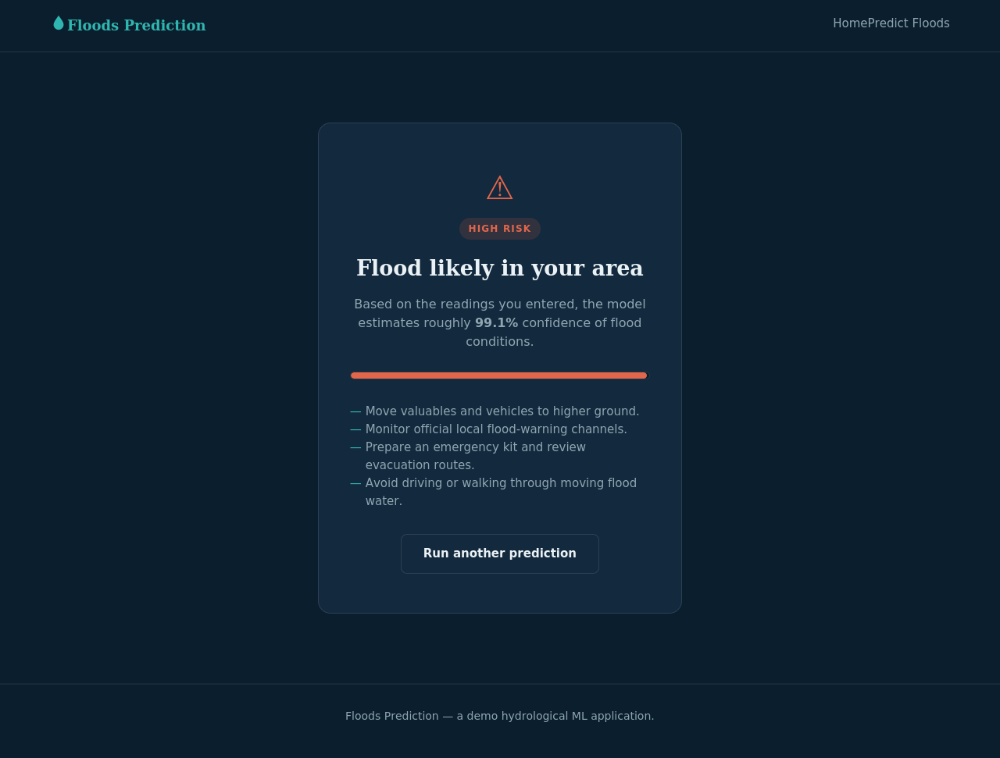 Floods Prediction
Home Predict Floods
HIGH RISK
Flood likely in your area
Based on the readings you entered, the model
estimates roughly 99.1% confidence of flood
conditions.
— Move valuables and vehicles to higher ground.
— Monitor official local flood-warning channels.
— Prepare an emergency kit and review
evacuation routes.
— Avoid driving or walking through moving flood
water.
Run another prediction
Floods Prediction — a demo hydrological ML application.